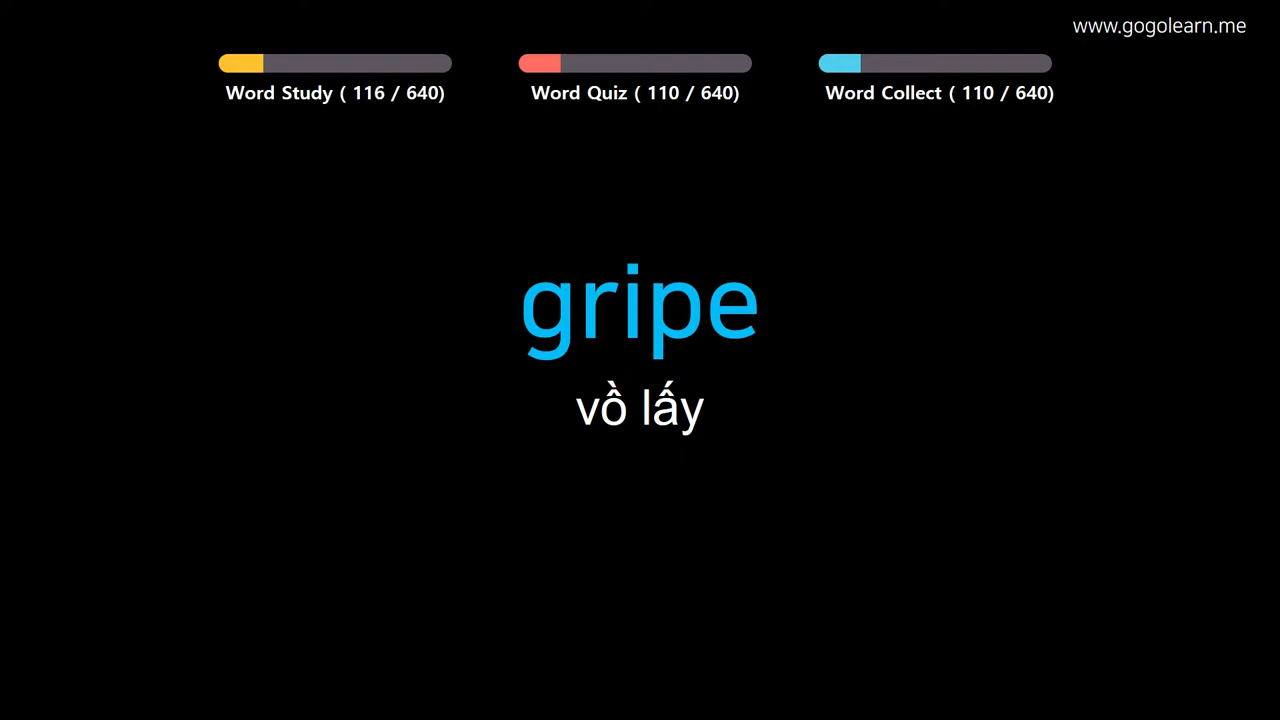 www.gogolearn.me
Word Study ( 116 / 640)
Word Quiz ( 110 / 640)
Word Collect ( 110 / 640)
gripe
vồ lấy